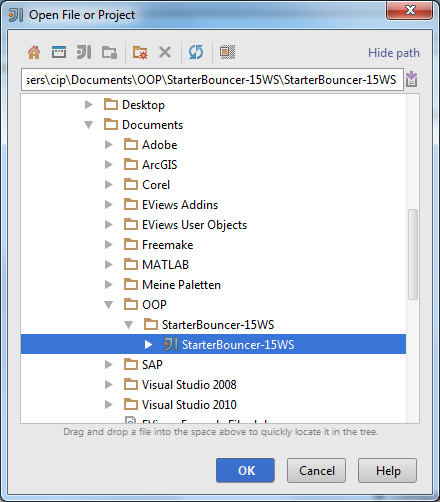 Open File or Project
Hide path
sers\cip\Documents\OOP\StarterBouncer-15WS\StarterBouncer-15WS
Desktop
Documents
Adobe
ArcGIS
Corel
EViews Addins
EViews User Objects
Freemake
MATLAB
Meine Paletten
OOP
StarterBouncer-15WS
StarterBouncer-15WS
SAP
Visual Studio 2008
Visual Studio 2010
Drag and drop a file into the space above to quickly locate it in the tree.
OK Cancel Help